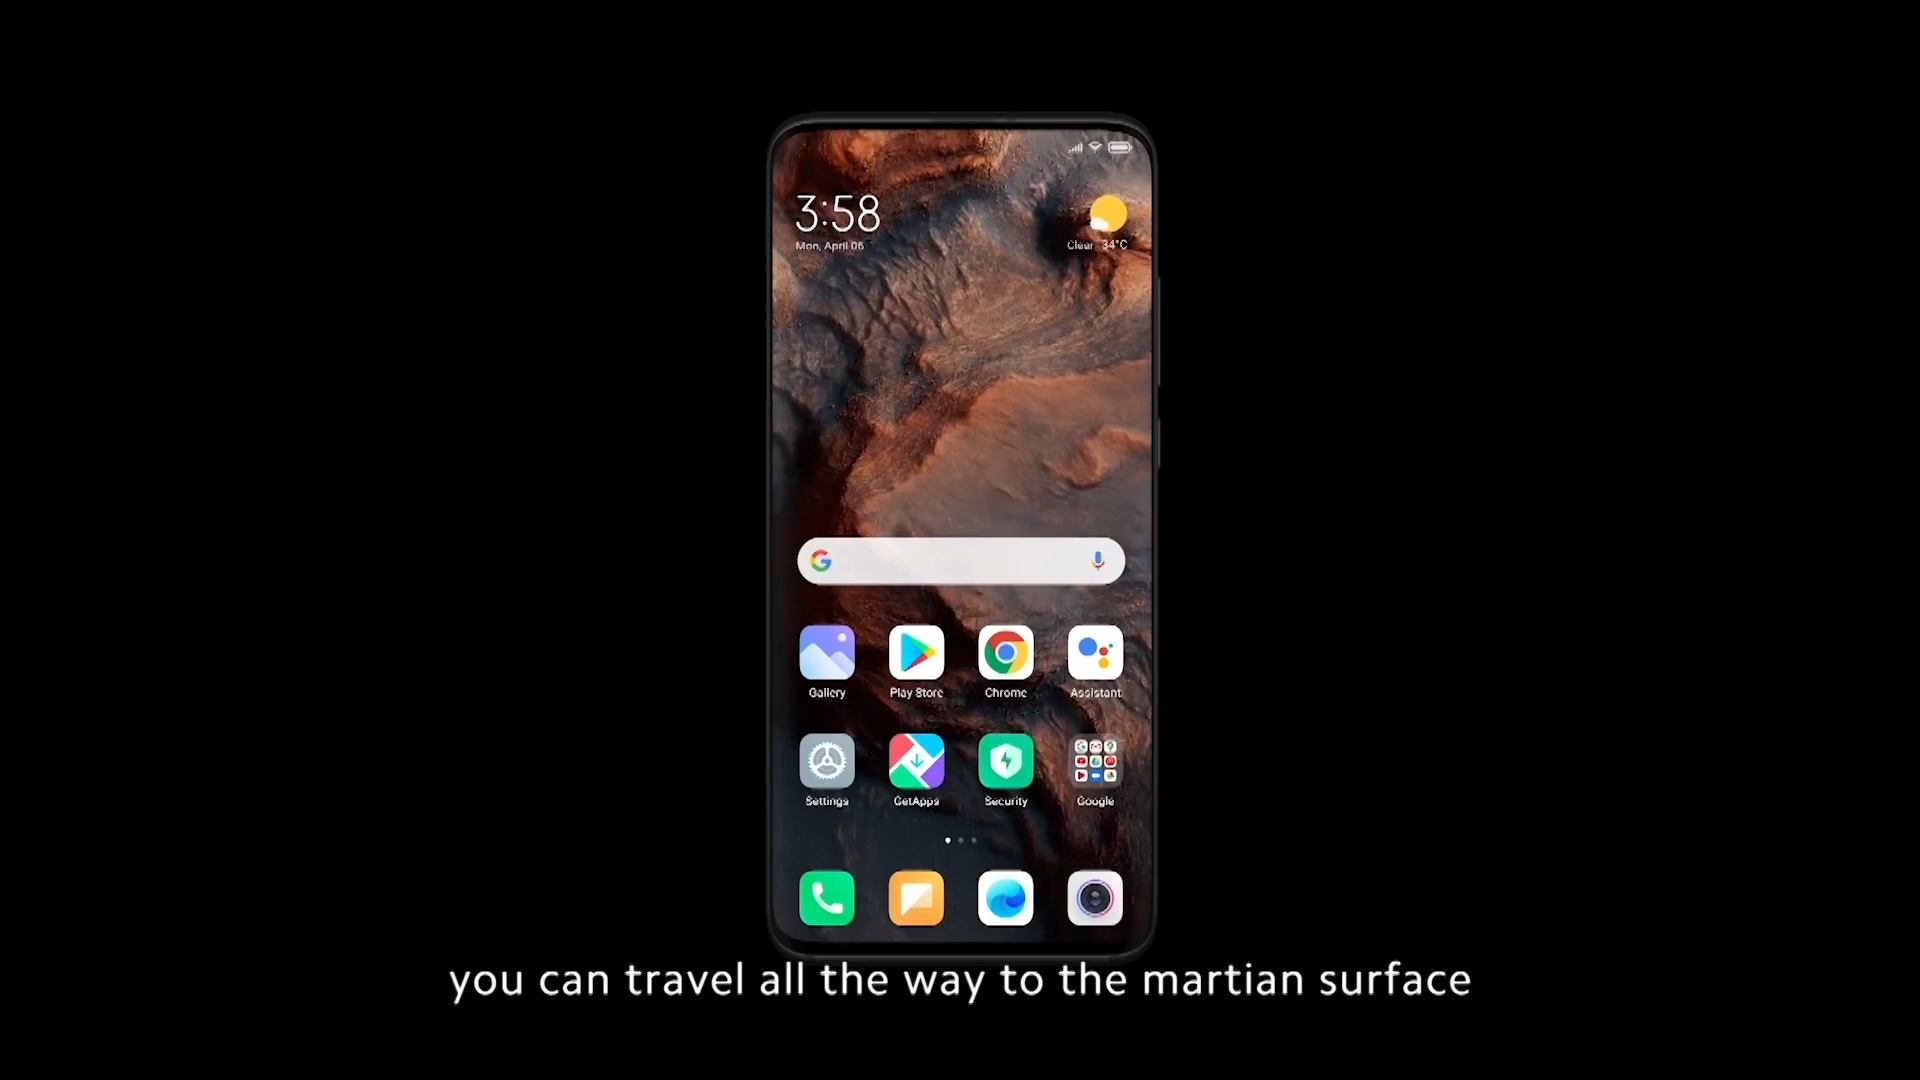 3:58
Mon, April 06
Clear 34°C
Gallery
Play Store
Chrome
Assistant
Settings
GetApps
Security
Google
you can travel all the way to the martian surface